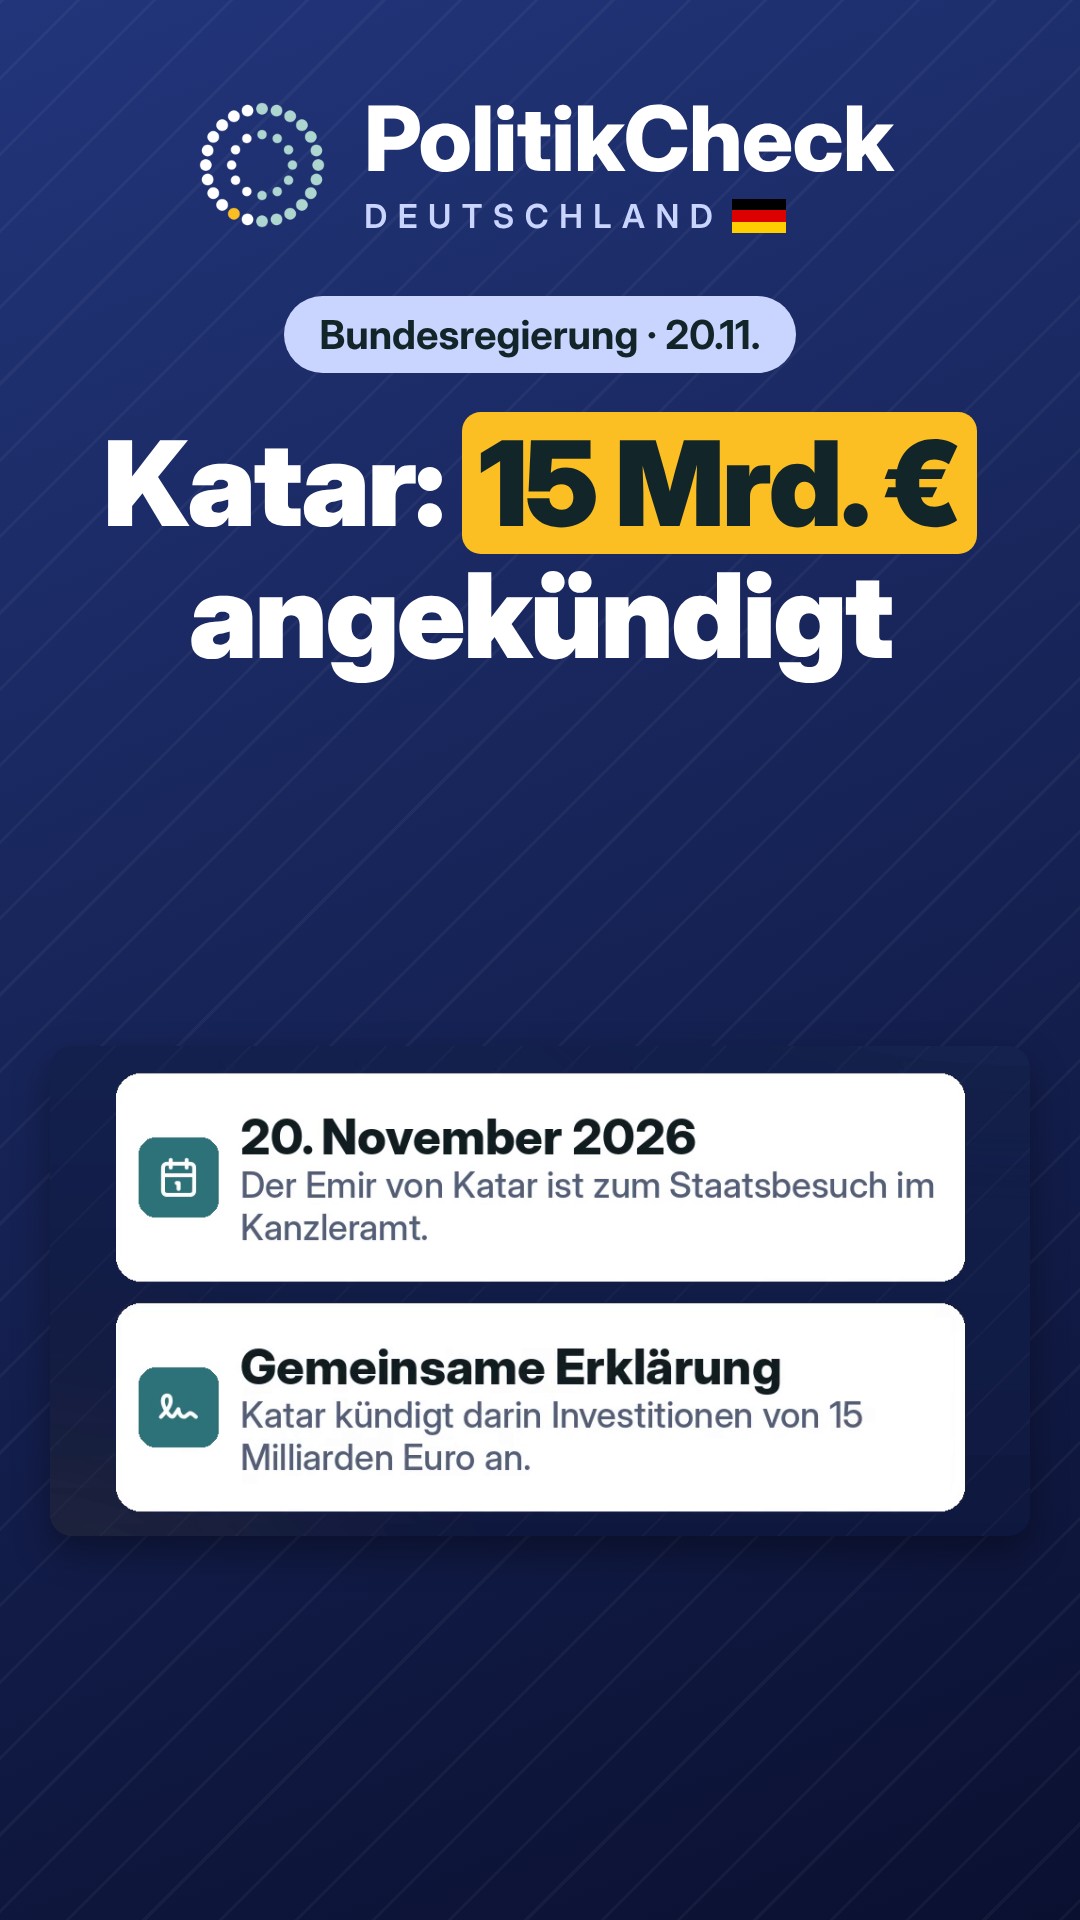 PolitikCheck
DEUTSCHLAND
Bundesregierung · 20.11.
Katar: 15 Mrd. €
angekündigt
20. November 2026
Der Emir von Katar ist zum Staatsbesuch im
Kanzleramt.
Gemeinsame Erklärung
Katar kündigt darin Investitionen von 15
Milliarden Euro an.